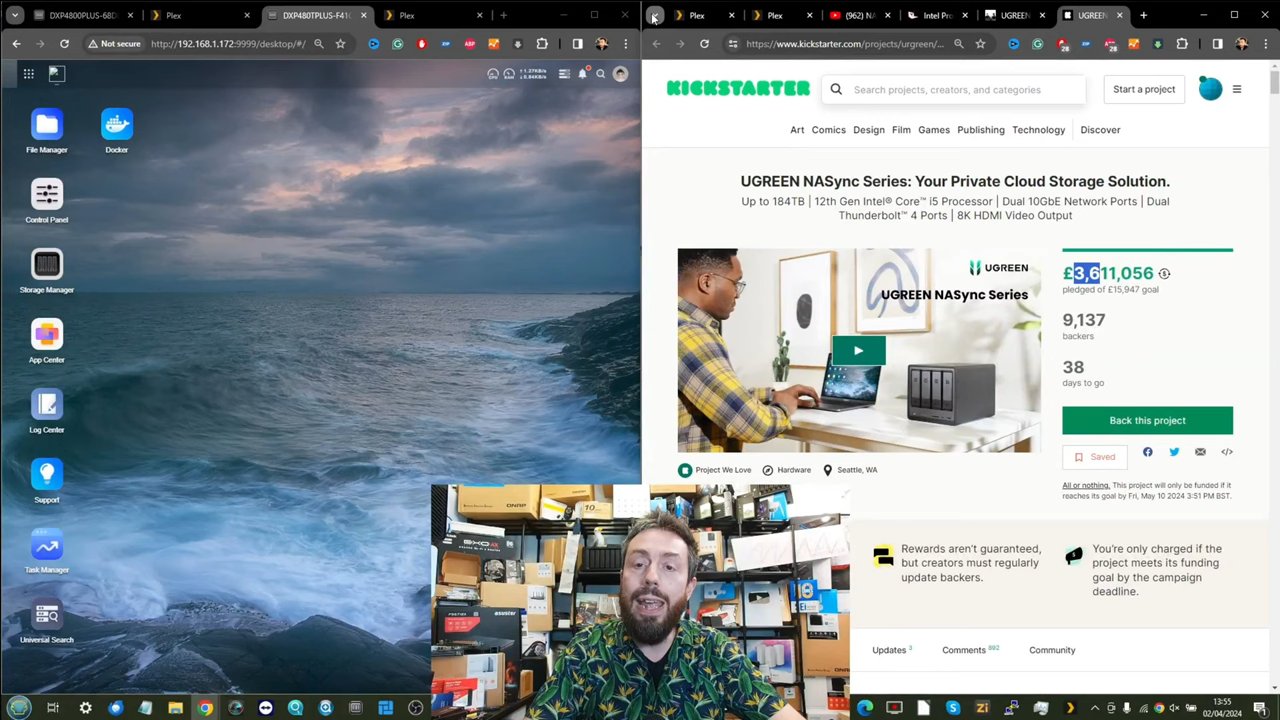 DXP4800PLUS-68D
Plex
DXP480TPLUS-F41C
Plex
Not secure
http://192.168.1.172:9999/desktop/#/
File Manager
Docker
Control Panel
Storage Manager
App Center
Log Center
Support
Task Manager
Universal Search
Plex
Plex
(962) NA
Intel Pro
UGREEN
UGREEN
https://www.kickstarter.com/projects/urgreen/...
KICKSTARTER
Search projects, creators, and categories
Start a project
Art
Comics
Design
Film
Games
Publishing
Technology
Discover
UGREEN NASync Series: Your Private Cloud Storage Solution.
Up to 184TB | 12th Gen Intel® Core™ i5 Processor | Dual 10GbE Network Ports | Dual
Thunderbolt™ 4 Ports | 8K HDMI Video Output
UGREEN
UGREEN NASync Series
£3,611,056
pledged of £15,947 goal
9,137
backers
38
days to go
Back this project
Saved
Project We Love
Hardware
Seattle, WA
All or nothing. This project will only be funded if it
reaches its goal by Fri, May 10 2024 3:51 PM BST.
Rewards aren't guaranteed,
but creators must regularly
update backers.
You're only charged if the
project meets its funding
goal by the campaign
deadline.
Updates 3
Comments 802
Community
13:55
02/04/2024